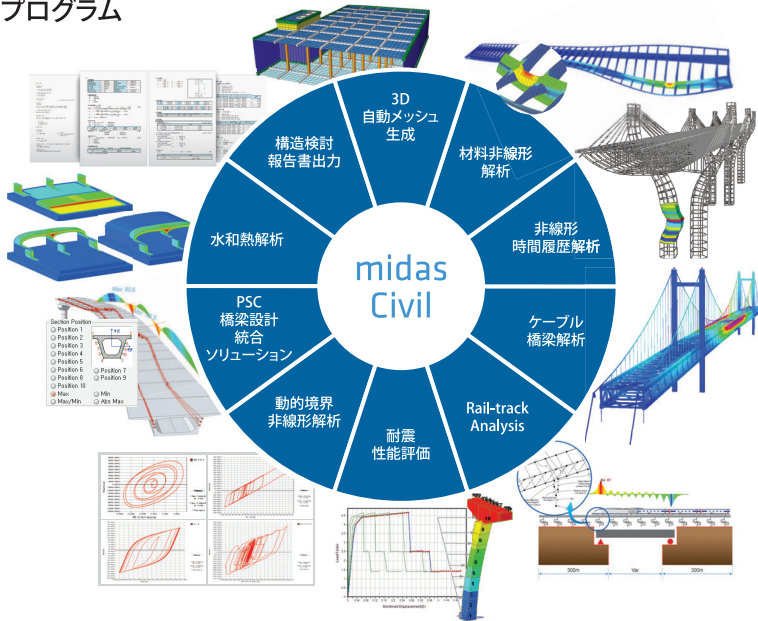 プログラム
3D
自動メッシュ
生成
材料非線形
解析
非線形
時間履歴解析
ケーブル
橋梁解析
Rail-track
Analysis
耐震
性能評価
動的境界
非線形解析
PSC
橋梁設計
統合
ソリューション
水和熱解析
構造検討
報告書出力
midas
Civil
Section Position
Position 1
Position 2
Position 3
Position 4
Position 5
Position 6
Position 7
Position 8
Position 9
Position 10
Max
Min
Max/Min
Abs Max
300m
Var.
300m